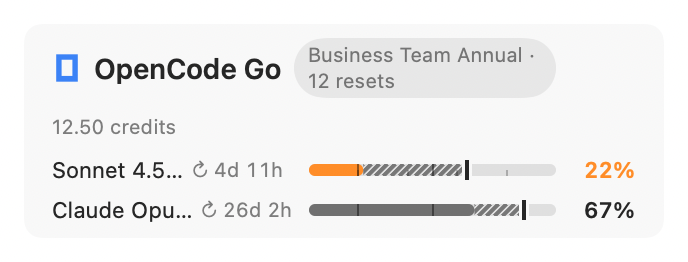 OpenCode Go
Business Team Annual ·
12 resets
12.50 credits
Sonnet 4.5... 4d 11h 22%
Claude Opu... 26d 2h 67%